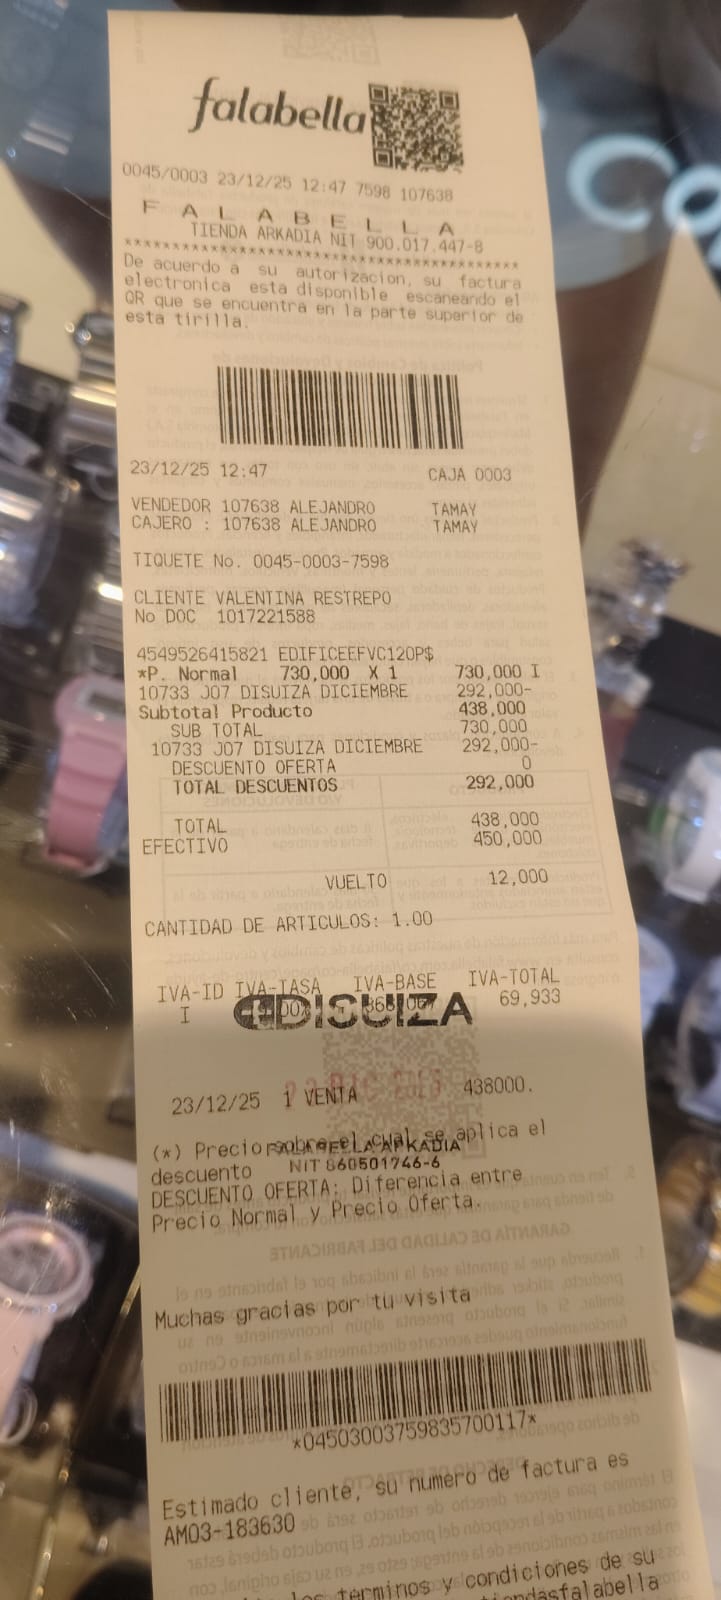 falabella
0045/0003 23/12/25 12:47 7598 107638
F A L A B E L L A
TIENDA ARKADIA NIT 900.017.447-8
******************************************
De acuerdo a su autorizacion, su factura
electronica esta disponible escaneando el
QR que se encuentra en la parte superior de
esta tirilla.
23/12/25 12:47 CAJA 0003
VENDEDOR 107638 ALEJANDRO TAMAY
CAJERO : 107638 ALEJANDRO TAMAY
TIQUETE No. 0045-0003-7598
CLIENTE VALENTINA RESTREPO
No DOC 1017221588
4549526415821 EDIFICEEFVC120P$
*P. Normal 730,000 X 1 730,000 I
10733 J07 DISUIZA DICIEMBRE 292,000-
Subtotal Producto 438,000
SUB TOTAL 730,000
10733 J07 DISUIZA DICIEMBRE 292,000-
DESCUENTO OFERTA 0
TOTAL DESCUENTOS 292,000
TOTAL 438,000
EFECTIVO 450,000
VUELTO 12,000
CANTIDAD DE ARTICULOS: 1.00
IVA-ID IVA-TASA IVA-BASE IVA-TOTAL
I 69,933
DISUIZA
23/12/25 1 VENTA 438000.
(*) Precio sobre el cual se aplica el
FALABELLA ARKADIA
descuento
NIT 860501746-6
DESCUENTO OFERTA: Diferencia entre
Precio Normal y Precio Oferta.
Muchas gracias por tu visita
*04503003759835700117*
Estimado cliente, su numero de factura es
AM03-183630
los terminos y condiciones de su